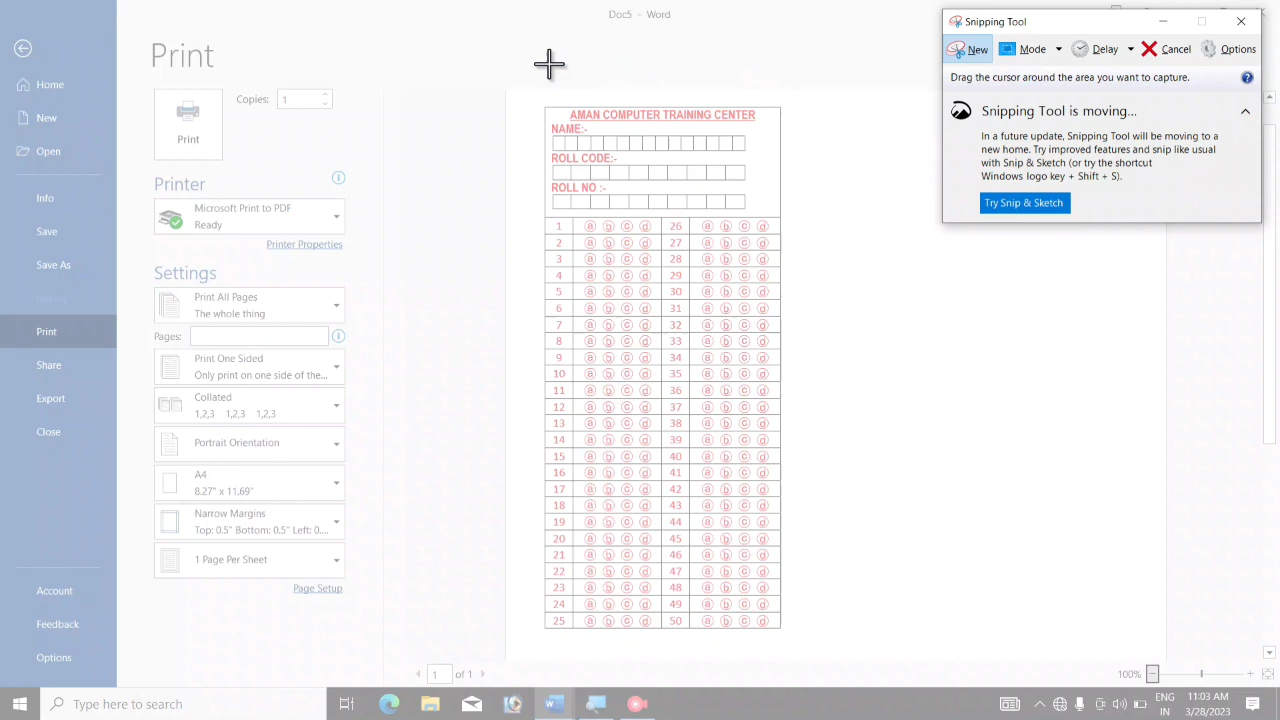 Doc5 - Word
Print
Home
New
Open
Info
Save
Save As
Print
Share
Export
Close
Account
Feedback
Options
Print
Copies: 1
Printer
Microsoft Print to PDF
Ready
Printer Properties
Settings
Print All Pages
The whole thing
Pages:
Print One Sided
Only print on one side of the...
Collated
1,2,3 1,2,3 1,2,3
Portrait Orientation
A4
8.27" x 11.69"
Narrow Margins
Top: 0.5" Bottom: 0.5" Left: 0....
1 Page Per Sheet
Page Setup
AMAN COMPUTER TRAINING CENTER
NAME:-
ROLL CODE:-
ROLL NO :-
1 ⓐ ⓑ ⓒ ⓓ 26 ⓐ ⓑ ⓒ ⓓ
2 ⓐ ⓑ ⓒ ⓓ 27 ⓐ ⓑ ⓒ ⓓ
3 ⓐ ⓑ ⓒ ⓓ 28 ⓐ ⓑ ⓒ ⓓ
4 ⓐ ⓑ ⓒ ⓓ 29 ⓐ ⓑ ⓒ ⓓ
5 ⓐ ⓑ ⓒ ⓓ 30 ⓐ ⓑ ⓒ ⓓ
6 ⓐ ⓑ ⓒ ⓓ 31 ⓐ ⓑ ⓒ ⓓ
7 ⓐ ⓑ ⓒ ⓓ 32 ⓐ ⓑ ⓒ ⓓ
8 ⓐ ⓑ ⓒ ⓓ 33 ⓐ ⓑ ⓒ ⓓ
9 ⓐ ⓑ ⓒ ⓓ 34 ⓐ ⓑ ⓒ ⓓ
10 ⓐ ⓑ ⓒ ⓓ 35 ⓐ ⓑ ⓒ ⓓ
11 ⓐ ⓑ ⓒ ⓓ 36 ⓐ ⓑ ⓒ ⓓ
12 ⓐ ⓑ ⓒ ⓓ 37 ⓐ ⓑ ⓒ ⓓ
13 ⓐ ⓑ ⓒ ⓓ 38 ⓐ ⓑ ⓒ ⓓ
14 ⓐ ⓑ ⓒ ⓓ 39 ⓐ ⓑ ⓒ ⓓ
15 ⓐ ⓑ ⓒ ⓓ 40 ⓐ ⓑ ⓒ ⓓ
16 ⓐ ⓑ ⓒ ⓓ 41 ⓐ ⓑ ⓒ ⓓ
17 ⓐ ⓑ ⓒ ⓓ 42 ⓐ ⓑ ⓒ ⓓ
18 ⓐ ⓑ ⓒ ⓓ 43 ⓐ ⓑ ⓒ ⓓ
19 ⓐ ⓑ ⓒ ⓓ 44 ⓐ ⓑ ⓒ ⓓ
20 ⓐ ⓑ ⓒ ⓓ 45 ⓐ ⓑ ⓒ ⓓ
21 ⓐ ⓑ ⓒ ⓓ 46 ⓐ ⓑ ⓒ ⓓ
22 ⓐ ⓑ ⓒ ⓓ 47 ⓐ ⓑ ⓒ ⓓ
23 ⓐ ⓑ ⓒ ⓓ 48 ⓐ ⓑ ⓒ ⓓ
24 ⓐ ⓑ ⓒ ⓓ 49 ⓐ ⓑ ⓒ ⓓ
25 ⓐ ⓑ ⓒ ⓓ 50 ⓐ ⓑ ⓒ ⓓ
1 of 1
100%
Snipping Tool
New Mode Delay Cancel Options
Drag the cursor around the area you want to capture.
Snipping Tool is moving...
In a future update, Snipping Tool will be moving to a
new home. Try improved features and snip like usual
with Snip & Sketch (or try the shortcut
Windows logo key + Shift + S).
Try Snip & Sketch
Type here to search
ENG
IN
11:03 AM
3/28/2023